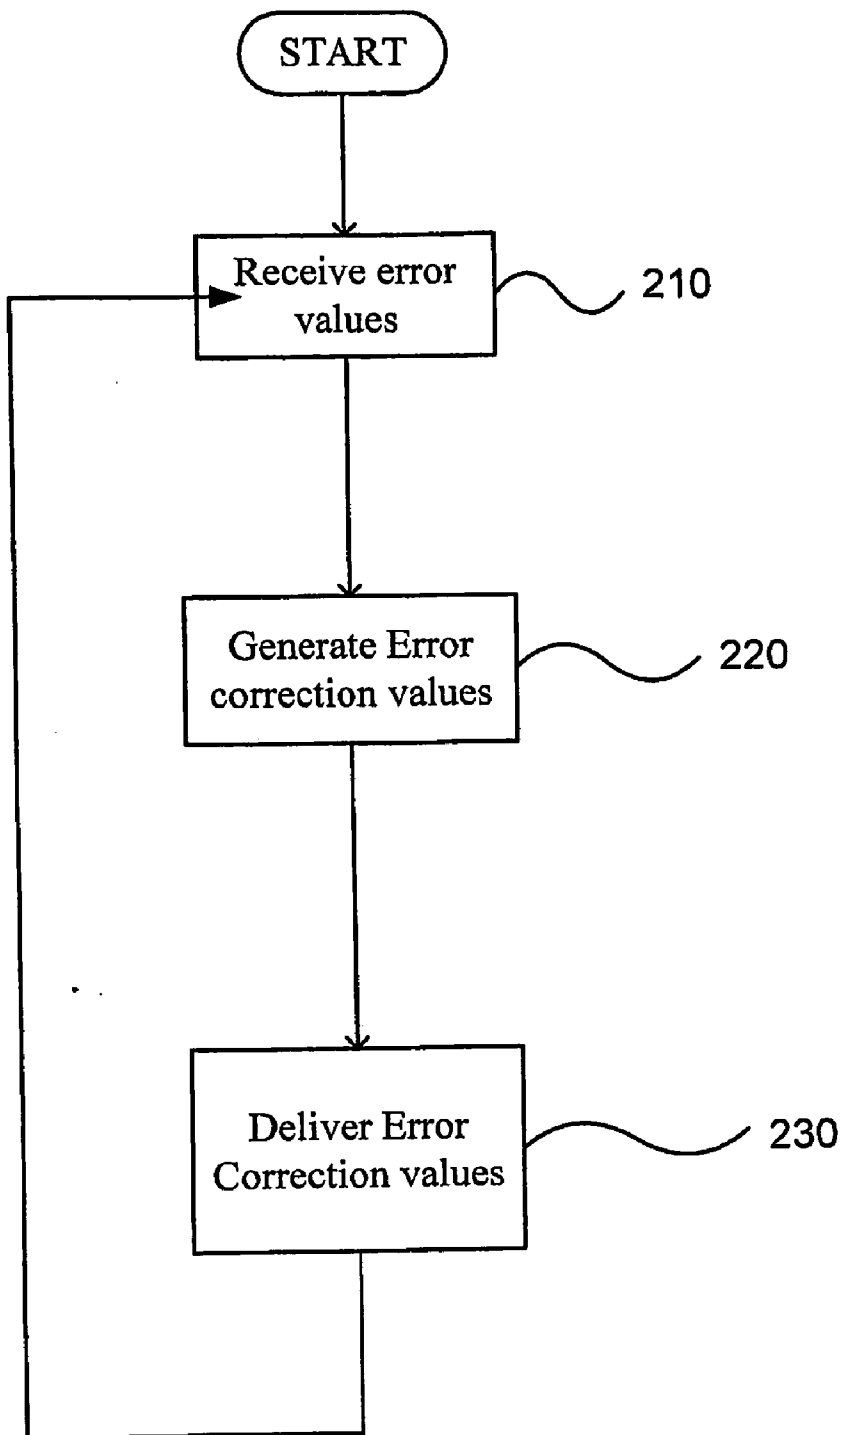 START
Receive error
values
210
Generate Error
correction values
220
Deliver Error
Correction values
230